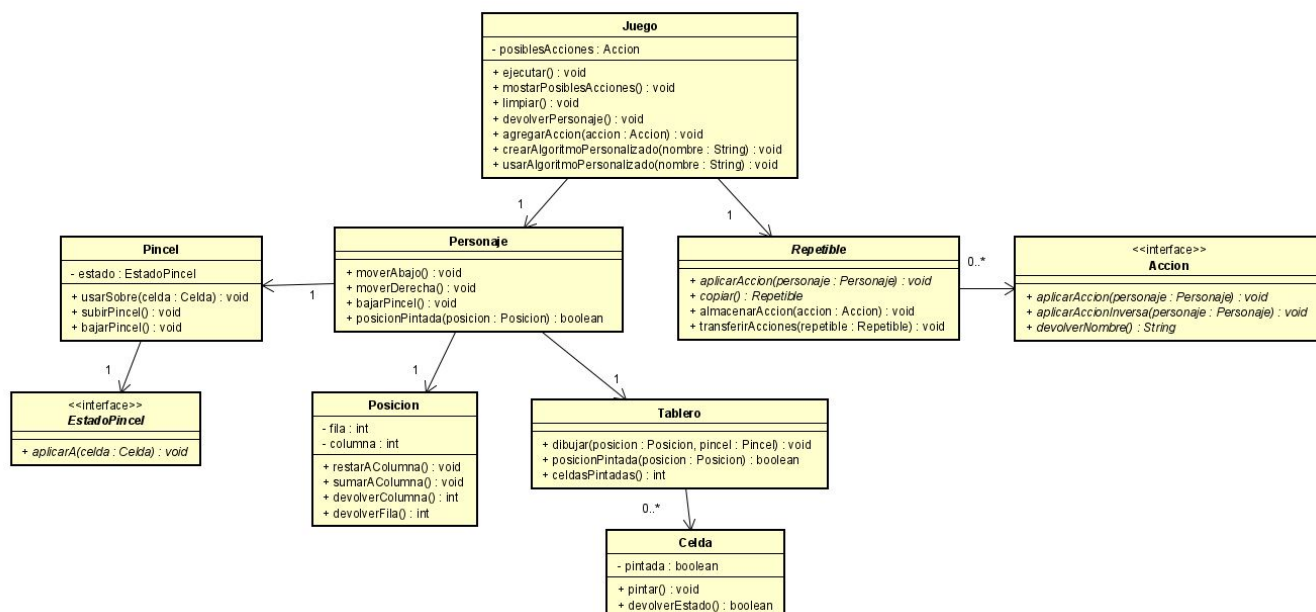 Juego
- posiblesAcciones : Accion
+ ejecutar() : void
+ mostarPosiblesAcciones() : void
+ limpiar() : void
+ devolverPersonaje() : void
+ agregarAccion(accion : Accion) : void
+ crearAlgoritmoPersonalizado(nombre : String) : void
+ usarAlgoritmoPersonalizado(nombre : String) : void
1
1
Pincel
- estado : EstadoPincel
+ usarSobre(celda : Celda) : void
+ subirPincel() : void
+ bajarPincel() : void
1
Personaje
+ moverAbajo() : void
+ moverDerecha() : void
+ bajarPincel() : void
+ posicionPintada(posicion : Posicion) : boolean
Repetible
+ aplicarAccion(personaje : Personaje) : void
+ copiar() : Repetible
+ almacenarAccion(accion : Accion) : void
+ transferirAcciones(repetible : Repetible) : void
0..*
<<interface>>
Accion
+ aplicarAccion(personaje : Personaje) : void
+ aplicarAccionInversa(personaje : Personaje) : void
+ devolverNombre() : String
1
1
1
<<interface>>
EstadoPincel
+ aplicarA(celda : Celda) : void
Posicion
- fila : int
- columna : int
+ restarAColumna() : void
+ sumarAColumna() : void
+ devolverColumna() : int
+ devolverFila() : int
Tablero
+ dibujar(posicion : Posicion, pincel : Pincel) : void
+ posicionPintada(posicion : Posicion) : boolean
+ celdasPintadas() : int
0..*
Celda
- pintada : boolean
+ pintar() : void
+ devolverEstado() : boolean